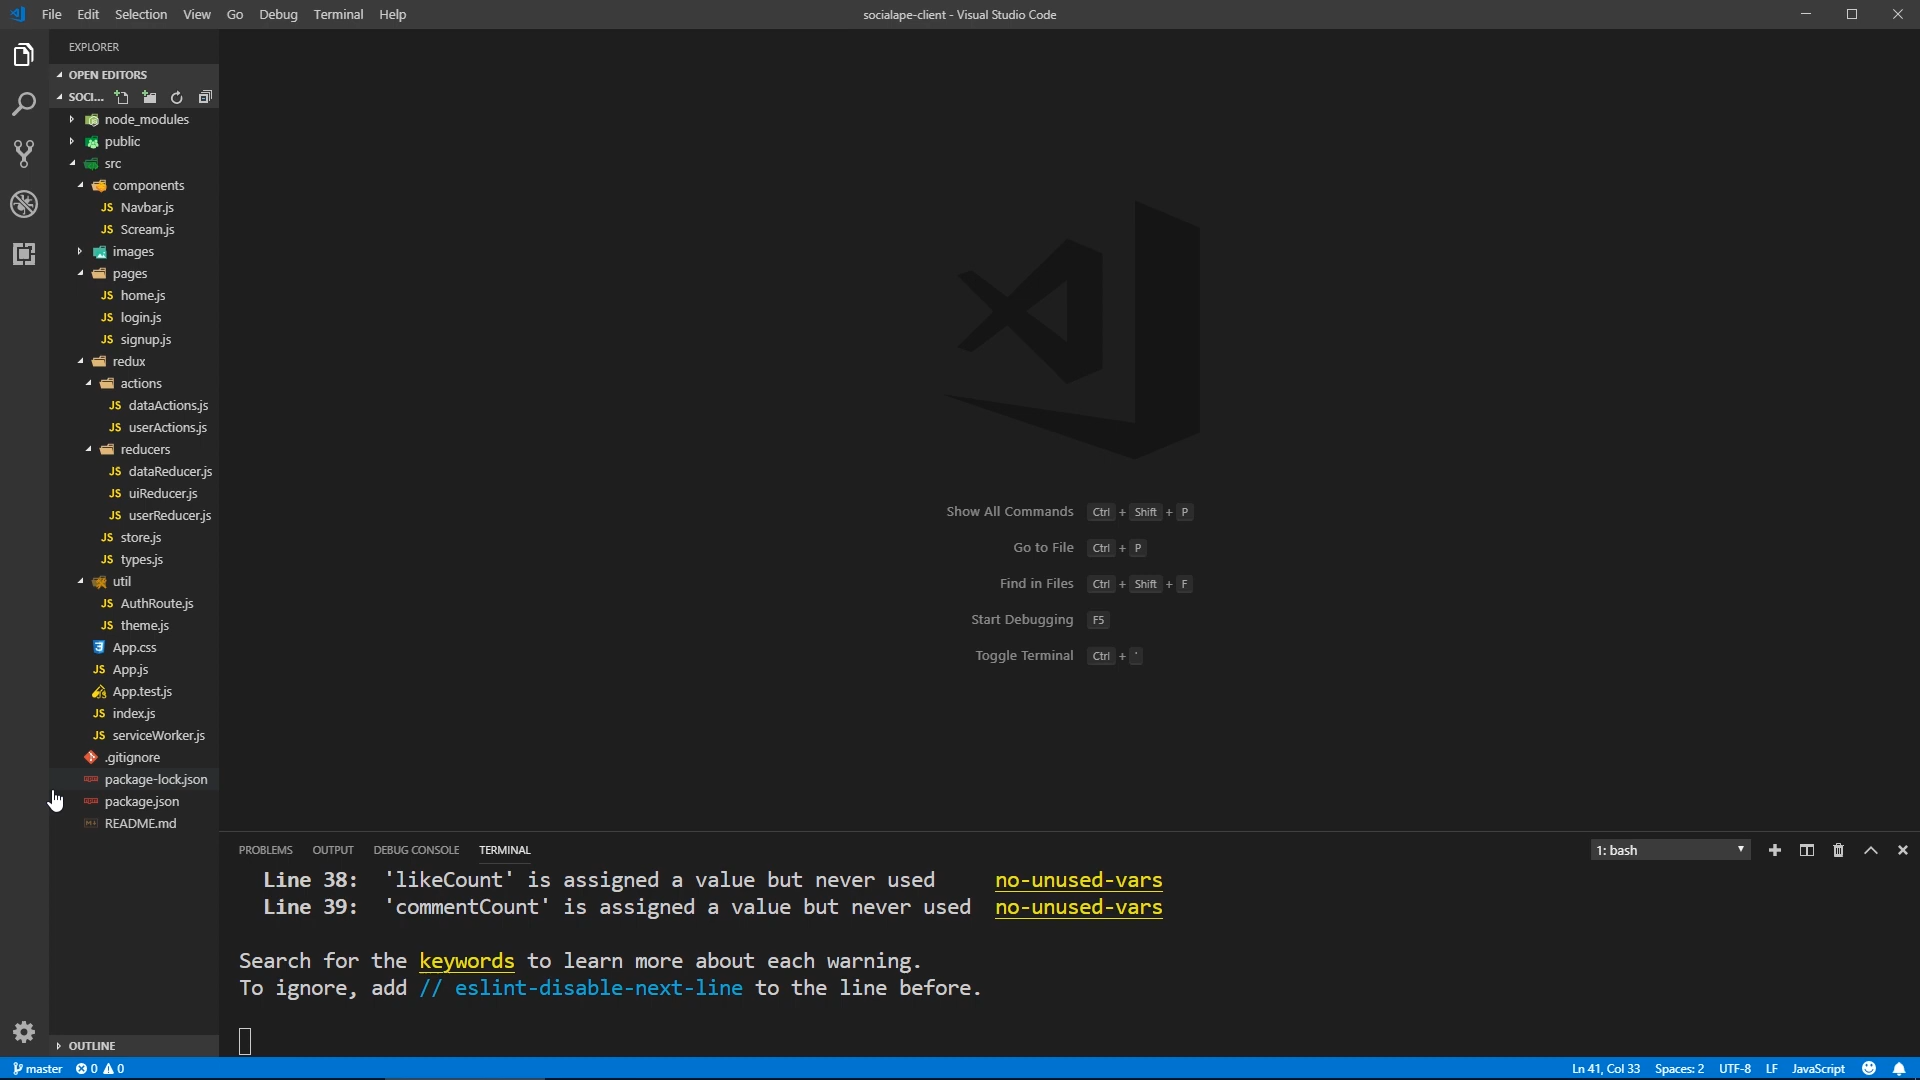 File Edit Selection View Go Debug Terminal Help
socialape-client - Visual Studio Code
EXPLORER
OPEN EDITORS
SOCI...
node_modules
public
src
components
JS Navbar.js
JS Scream.js
images
pages
JS home.js
JS login.js
JS signup.js
redux
actions
JS dataActions.js
JS userActions.js
reducers
JS dataReducer.js
JS uiReducer.js
JS userReducer.js
JS store.js
JS types.js
util
JS AuthRoute.js
JS theme.js
App.css
JS App.js
App.test.js
JS index.js
JS serviceWorker.js
.gitignore
package-lock.json
package.json
README.md
OUTLINE
Show All Commands Ctrl + Shift + P
Go to File Ctrl + P
Find in Files Ctrl + Shift + F
Start Debugging F5
Toggle Terminal Ctrl + `
PROBLEMS OUTPUT DEBUG CONSOLE TERMINAL
1: bash
Line 38: 'likeCount' is assigned a value but never used no-unused-vars
Line 39: 'commentCount' is assigned a value but never used no-unused-vars
Search for the keywords to learn more about each warning.
To ignore, add // eslint-disable-next-line to the line before.
master 0 0
Ln 41, Col 33 Spaces: 2 UTF-8 LF JavaScript